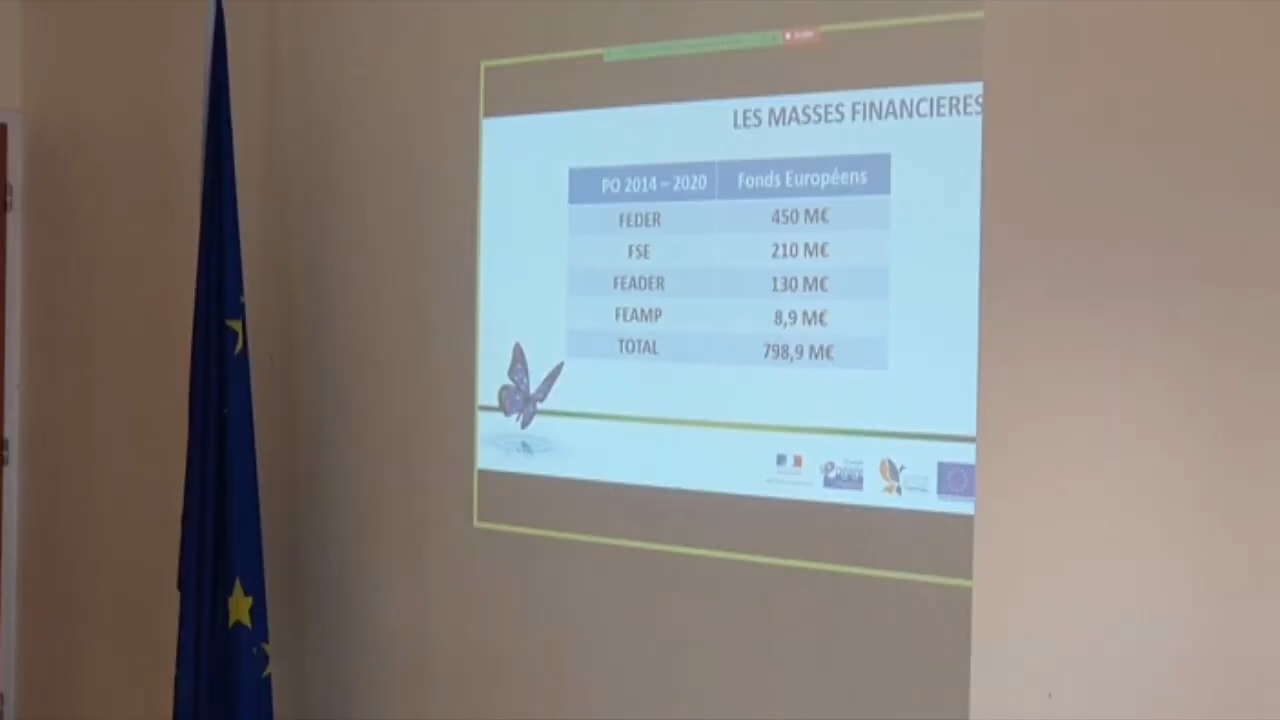 LES MASSES FINANCIERES
PO 2014 – 2020 Fonds Européens
FEDER 450 M€
FSE 210 M€
FEADER 130 M€
FEAMP 8,9 M€
TOTAL 798,9 M€